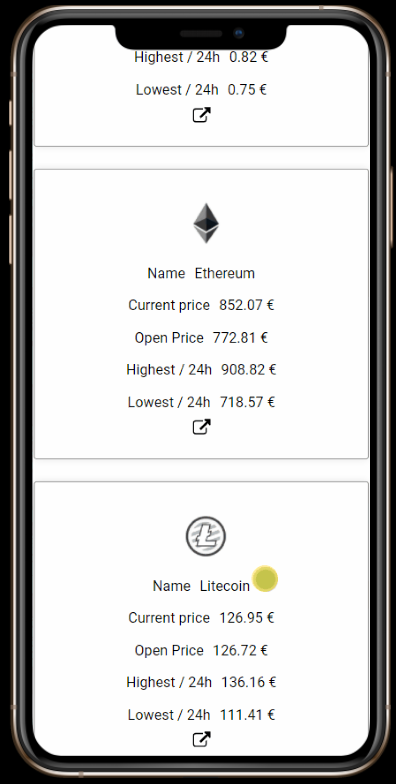 Highest / 24h 0.82 €
Lowest / 24h 0.75 €
Name Ethereum
Current price 852.07 €
Open Price 772.81 €
Highest / 24h 908.82 €
Lowest / 24h 718.57 €
Name Litecoin
Current price 126.95 €
Open Price 126.72 €
Highest / 24h 136.16 €
Lowest / 24h 111.41 €